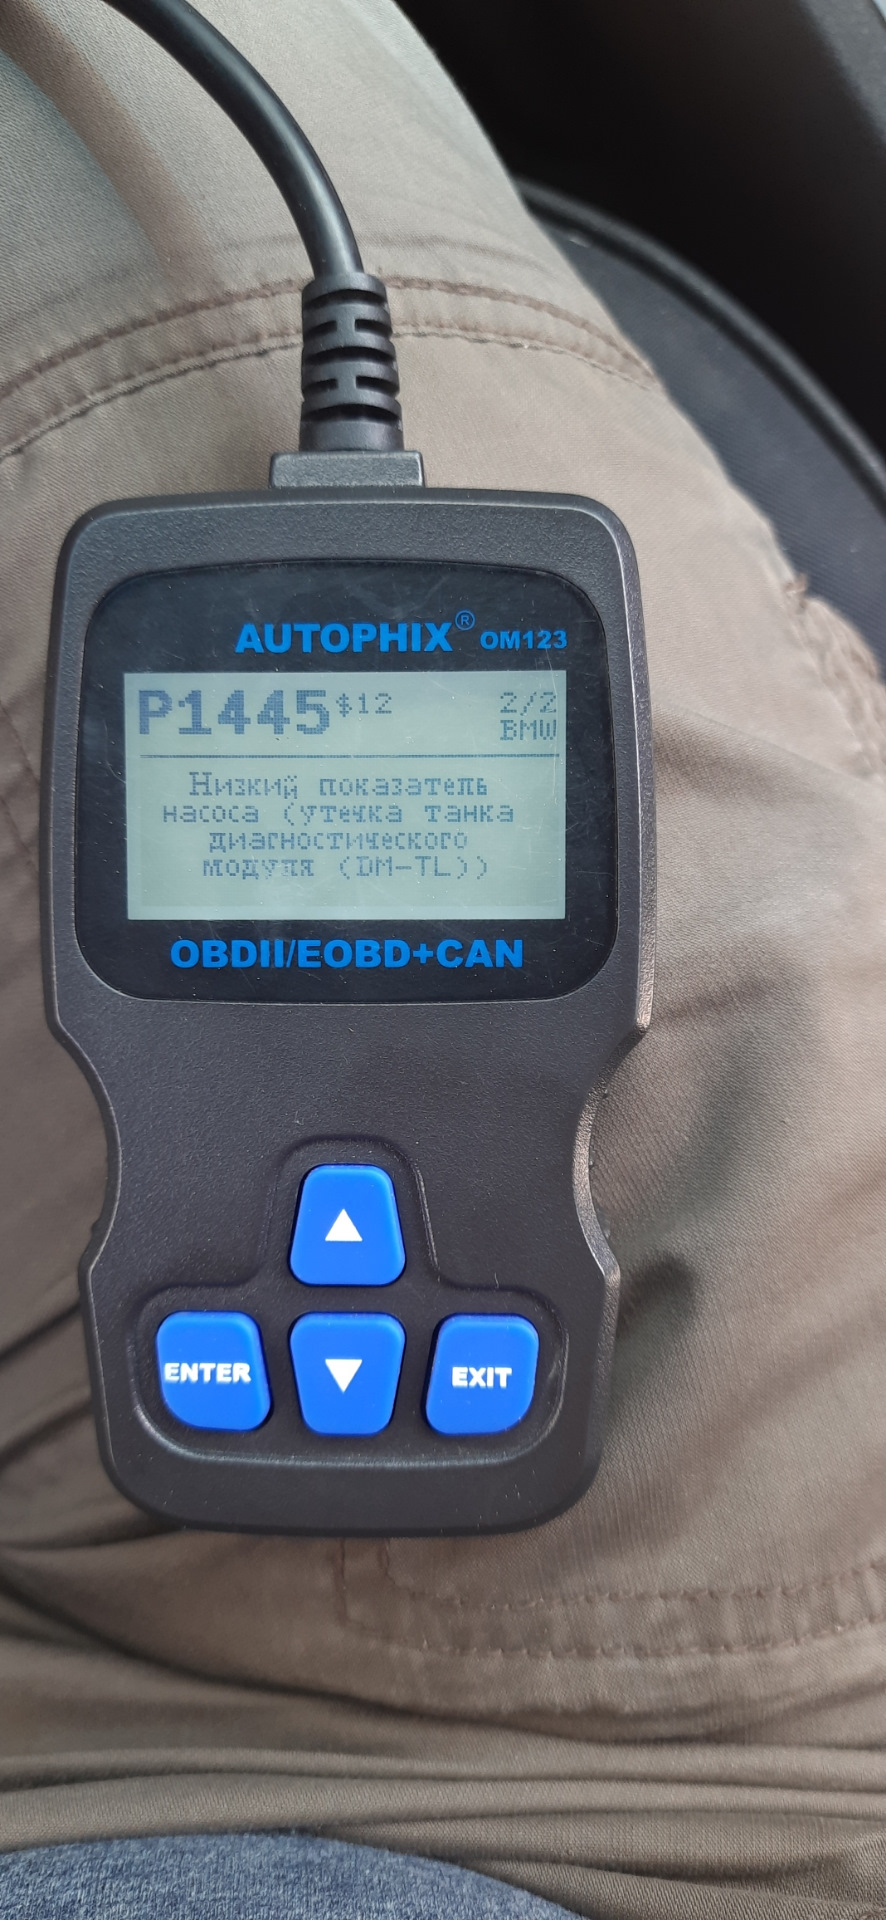 AUTOPHIX® OM123
P1445 $12 2/2
BMW
Низкий показатель
насоса (утечка танка
диагностического
модуля (DM-TL))
OBDII/EOBD+CAN
▲
ENTER ▼ EXIT